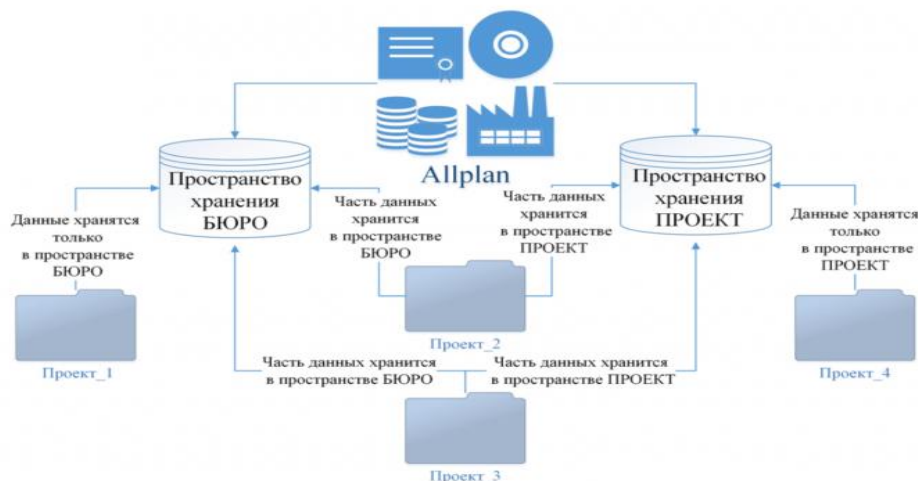 Allplan
Пространство
хранения
БЮРО
Пространство
хранения
ПРОЕКТ
Данные хранятся
только
в пространстве
БЮРО
Часть данных
хранится
в пространстве
БЮРО
Часть данных
хранится
в пространстве
ПРОЕКТ
Данные хранятся
только
в пространстве
ПРОЕКТ
Проект_1
Проект_2
Проект_4
Часть данных хранится
в пространстве БЮРО
Часть данных хранится
в пространстве ПРОЕКТ
Проект_3